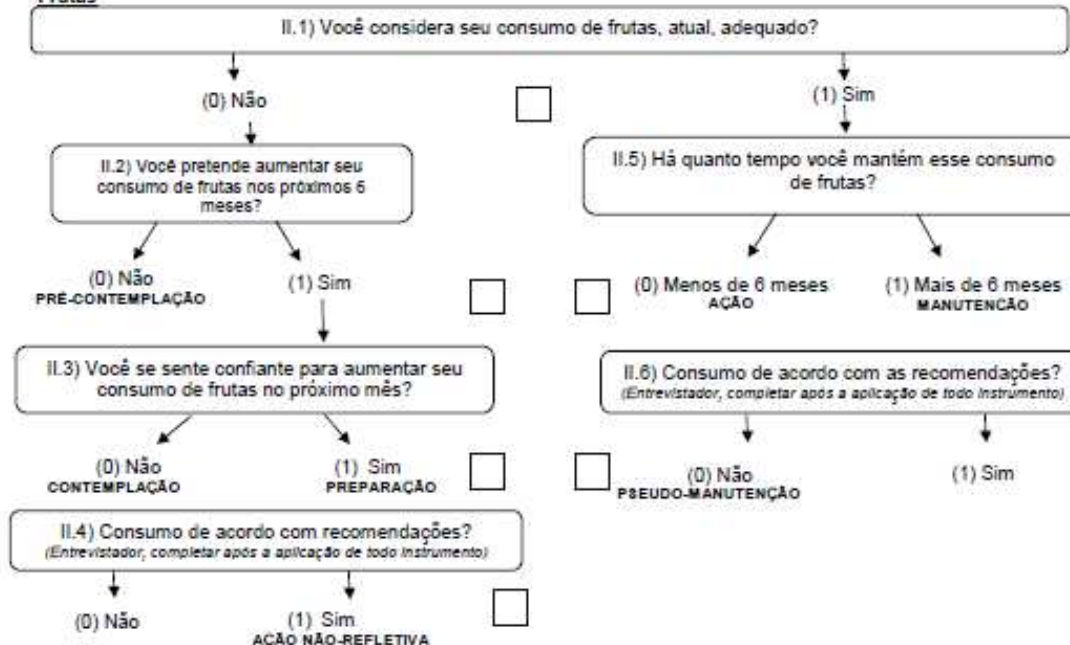 Frutas
II.1) Você considera seu consumo de frutas, atual, adequado?
(0) Não
(1) Sim
II.2) Você pretende aumentar seu
consumo de frutas nos próximos 6
meses?
II.5) Há quanto tempo você mantém esse consumo
de frutas?
(0) Não
PRÉ-CONTEMPLAÇÃO
(1) Sim
(0) Menos de 6 meses
AÇÃO
(1) Mais de 6 meses
MANUTENÇÃO
II.3) Você se sente confiante para aumentar seu
consumo de frutas no próximo mês?
II.6) Consumo de acordo com as recomendações?
(Entrevistador, completar após a aplicação de todo instrumento)
(0) Não
CONTEMPLAÇÃO
(1) Sim
PREPARAÇÃO
(0) Não
PSEUDO-MANUTENÇÃO
(1) Sim
II.4) Consumo de acordo com recomendações?
(Entrevistador, completar após a aplicação de todo instrumento)
(0) Não
(1) Sim
AÇÃO NÃO-REFLETIVA